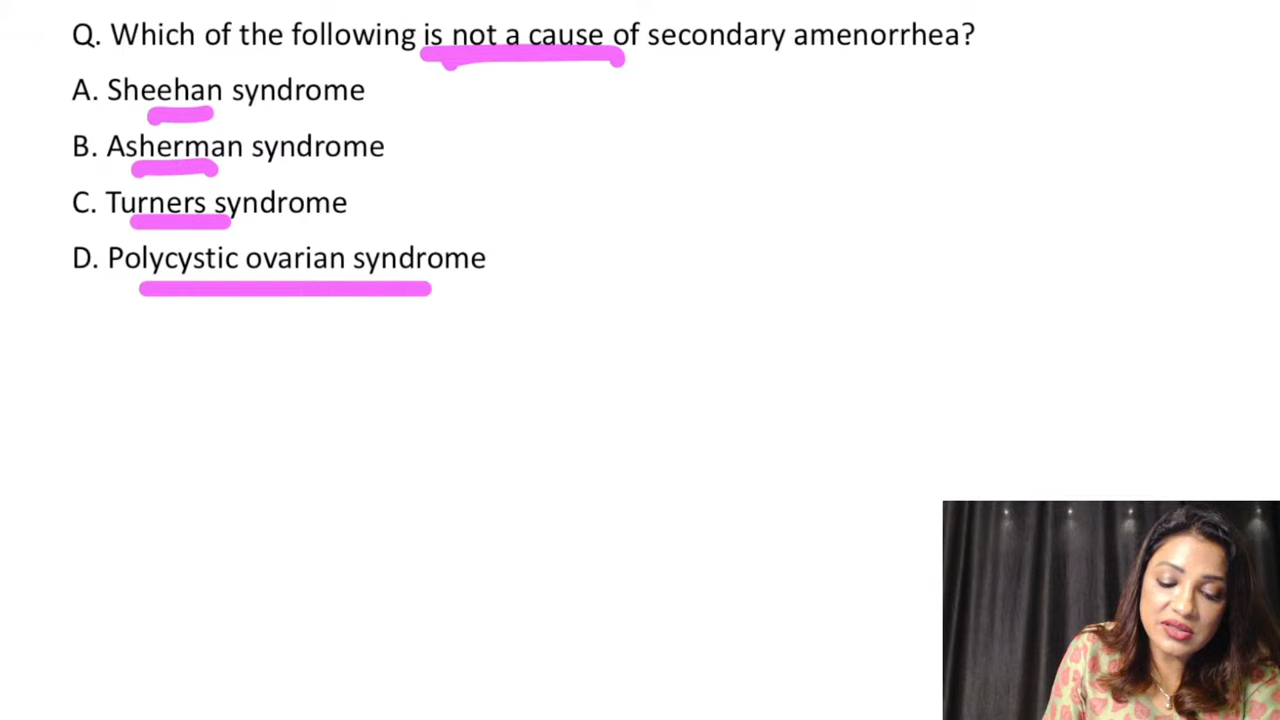 Q. Which of the following is not a cause of secondary amenorrhea?
A. Sheehan syndrome
B. Asherman syndrome
C. Turners syndrome
D. Polycystic ovarian syndrome